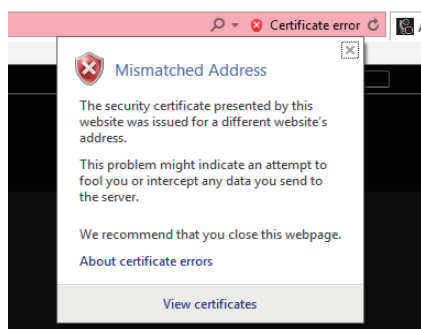 Certificate error
Mismatched Address
The security certificate presented by this
website was issued for a different website's
address.
This problem might indicate an attempt to
fool you or intercept any data you send to
the server.
We recommend that you close this webpage.
About certificate errors
View certificates